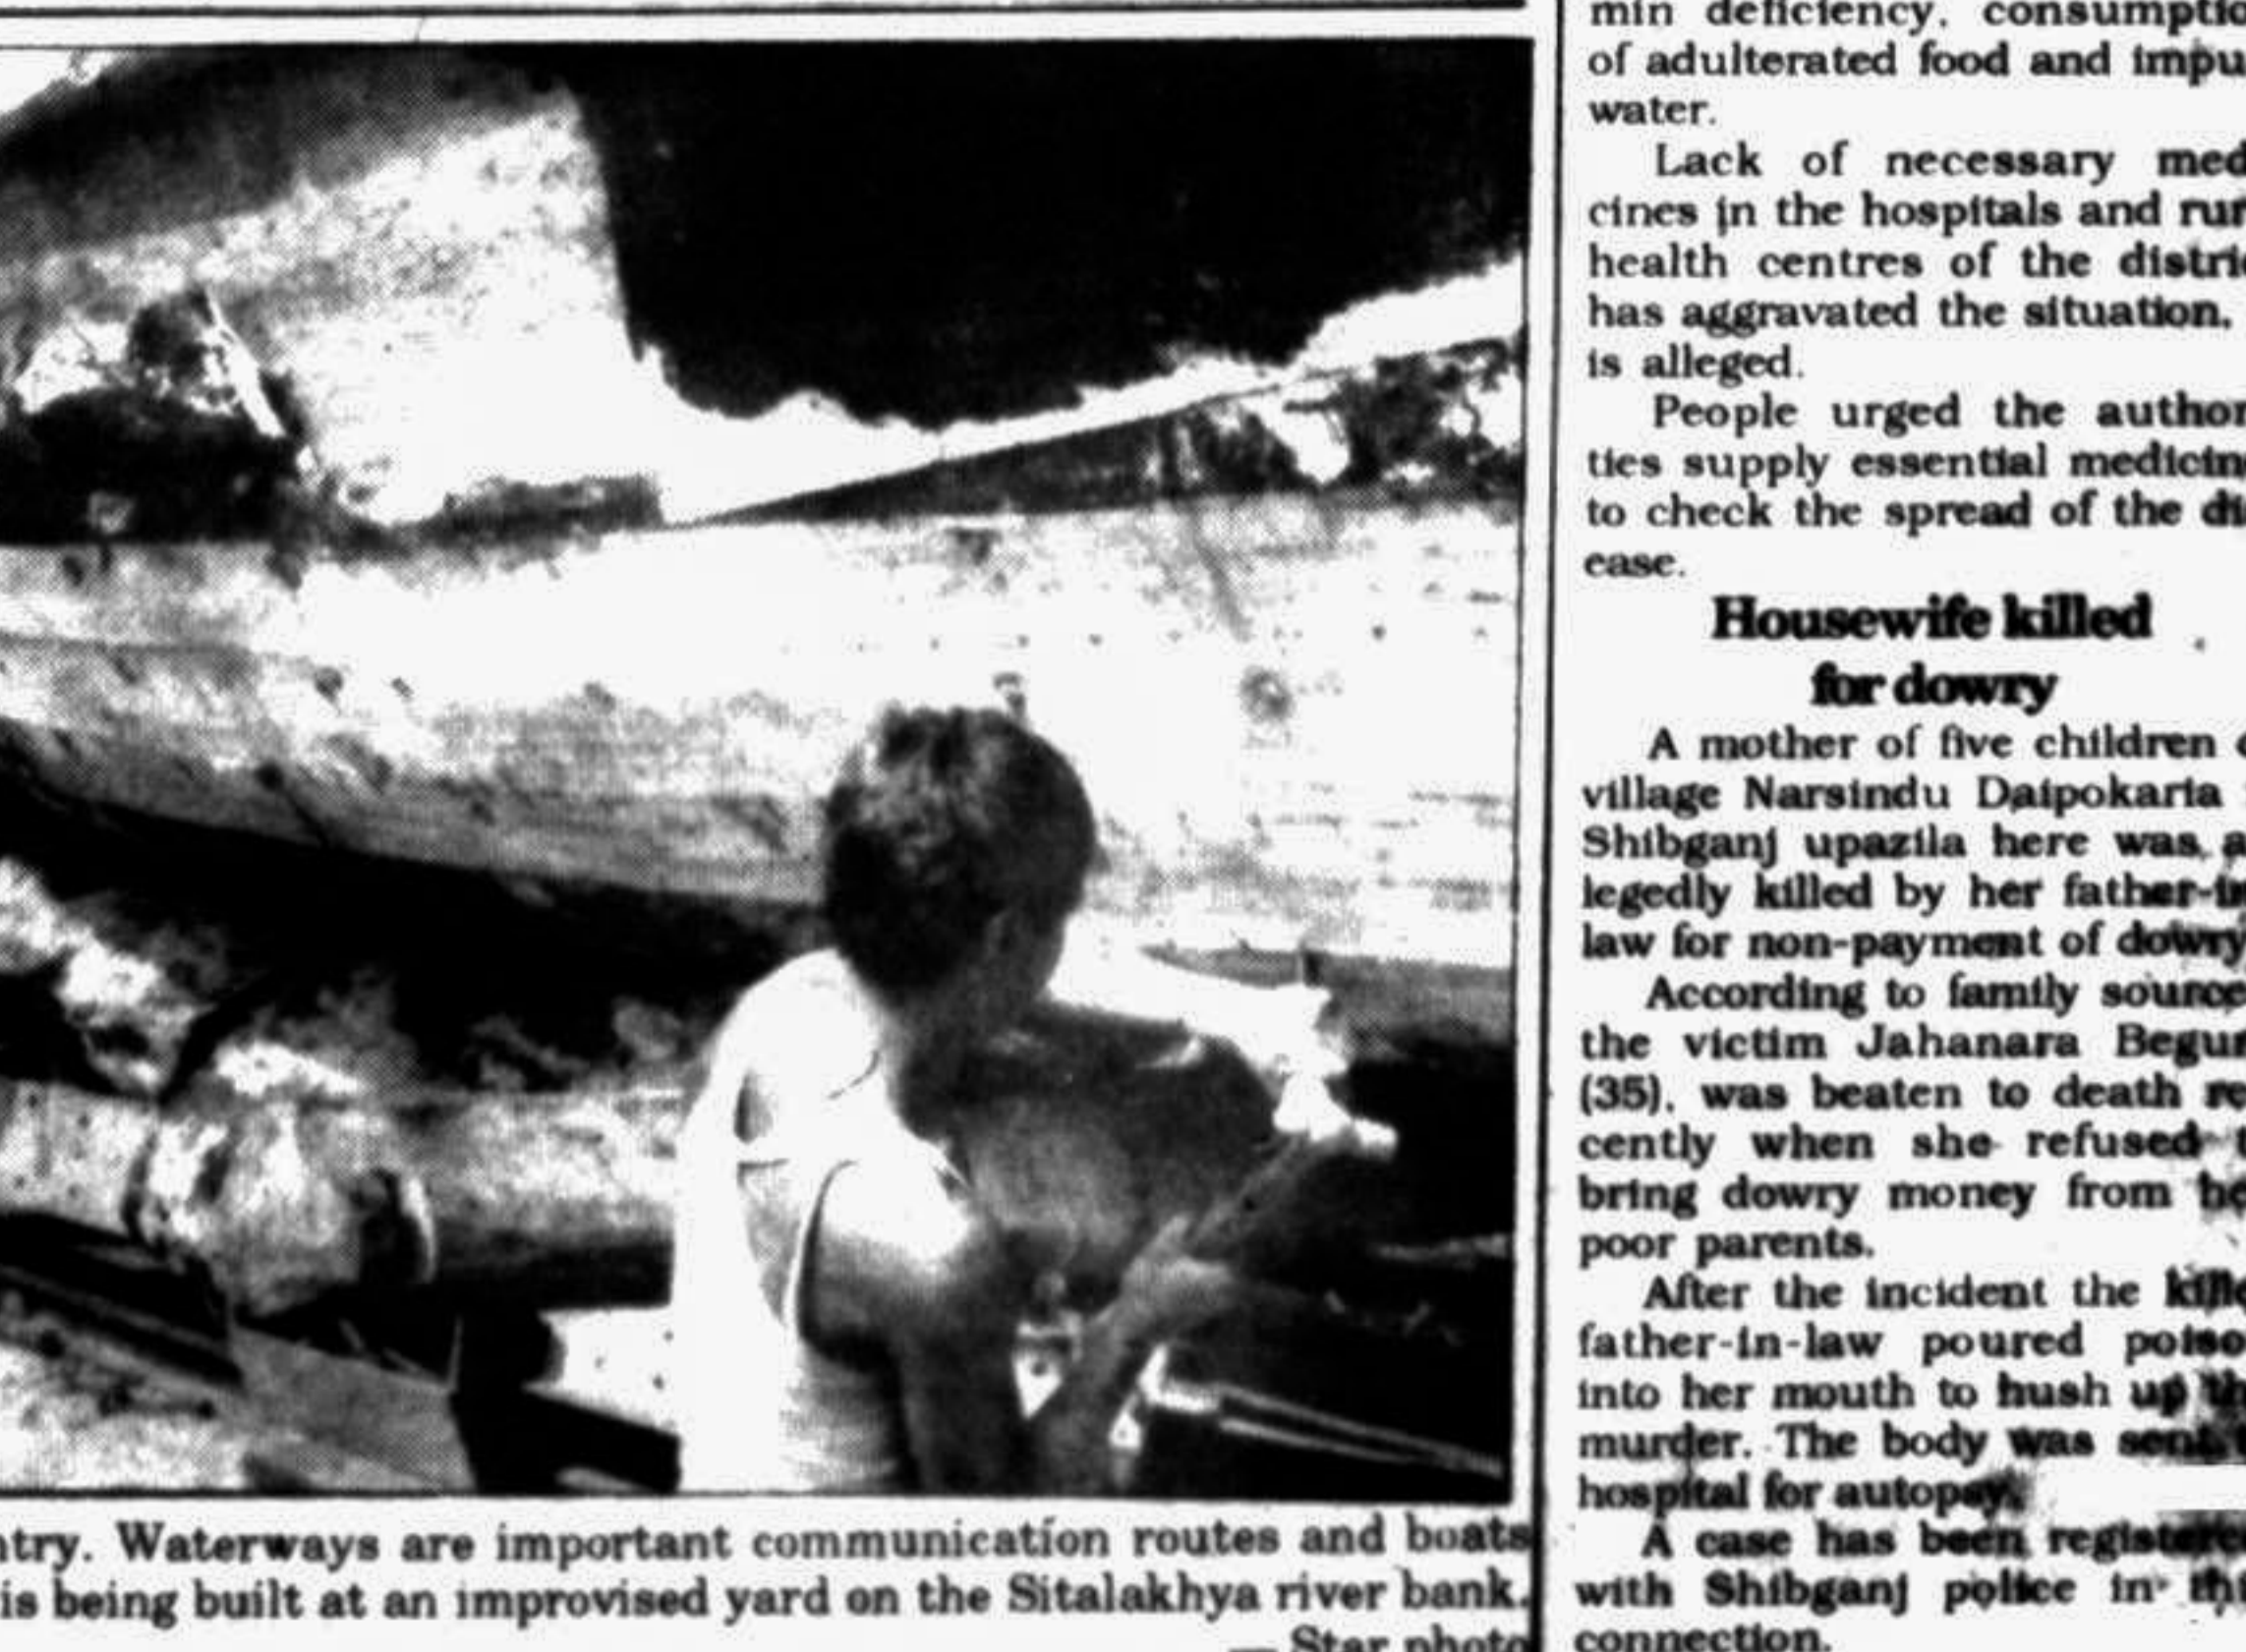 ntry. Waterways are important communication routes and boats
is being built at an improvised yard on the Sitalakhya river bank.
— Star photo
min deficiency, consumptio
of adulterated food and impu
water.
Lack of necessary med
cines in the hospitals and rur
health centres of the distri
has aggravated the situation,
is alleged.
People urged the author
ties supply essential medicin
to check the spread of the di
ease.
Housewife killed
for dowry
A mother of five children
village Narsindu Daipokaria
Shibganj upazila here was a
legedly killed by her father-in
law for non-payment of dowry
According to family source
the victim Jahanara Begu
(35), was beaten to death re
cently when she refused t
bring dowry money from he
poor parents.
After the incident the kille
father-in-law poured poiso
into her mouth to hush up th
murder. The body was sent
hospital for autopsy.
A case has been registere
with Shibganj police in thi
connection.